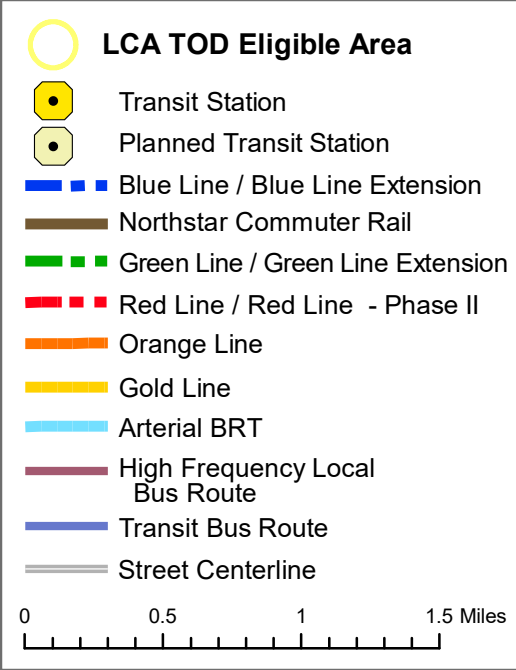 LCA TOD Eligible Area
Transit Station
Planned Transit Station
Blue Line / Blue Line Extension
Northstar Commuter Rail
Green Line / Green Line Extension
Red Line / Red Line - Phase II
Orange Line
Gold Line
Arterial BRT
High Frequency Local
Bus Route
Transit Bus Route
Street Centerline
0 0.5 1 1.5 Miles